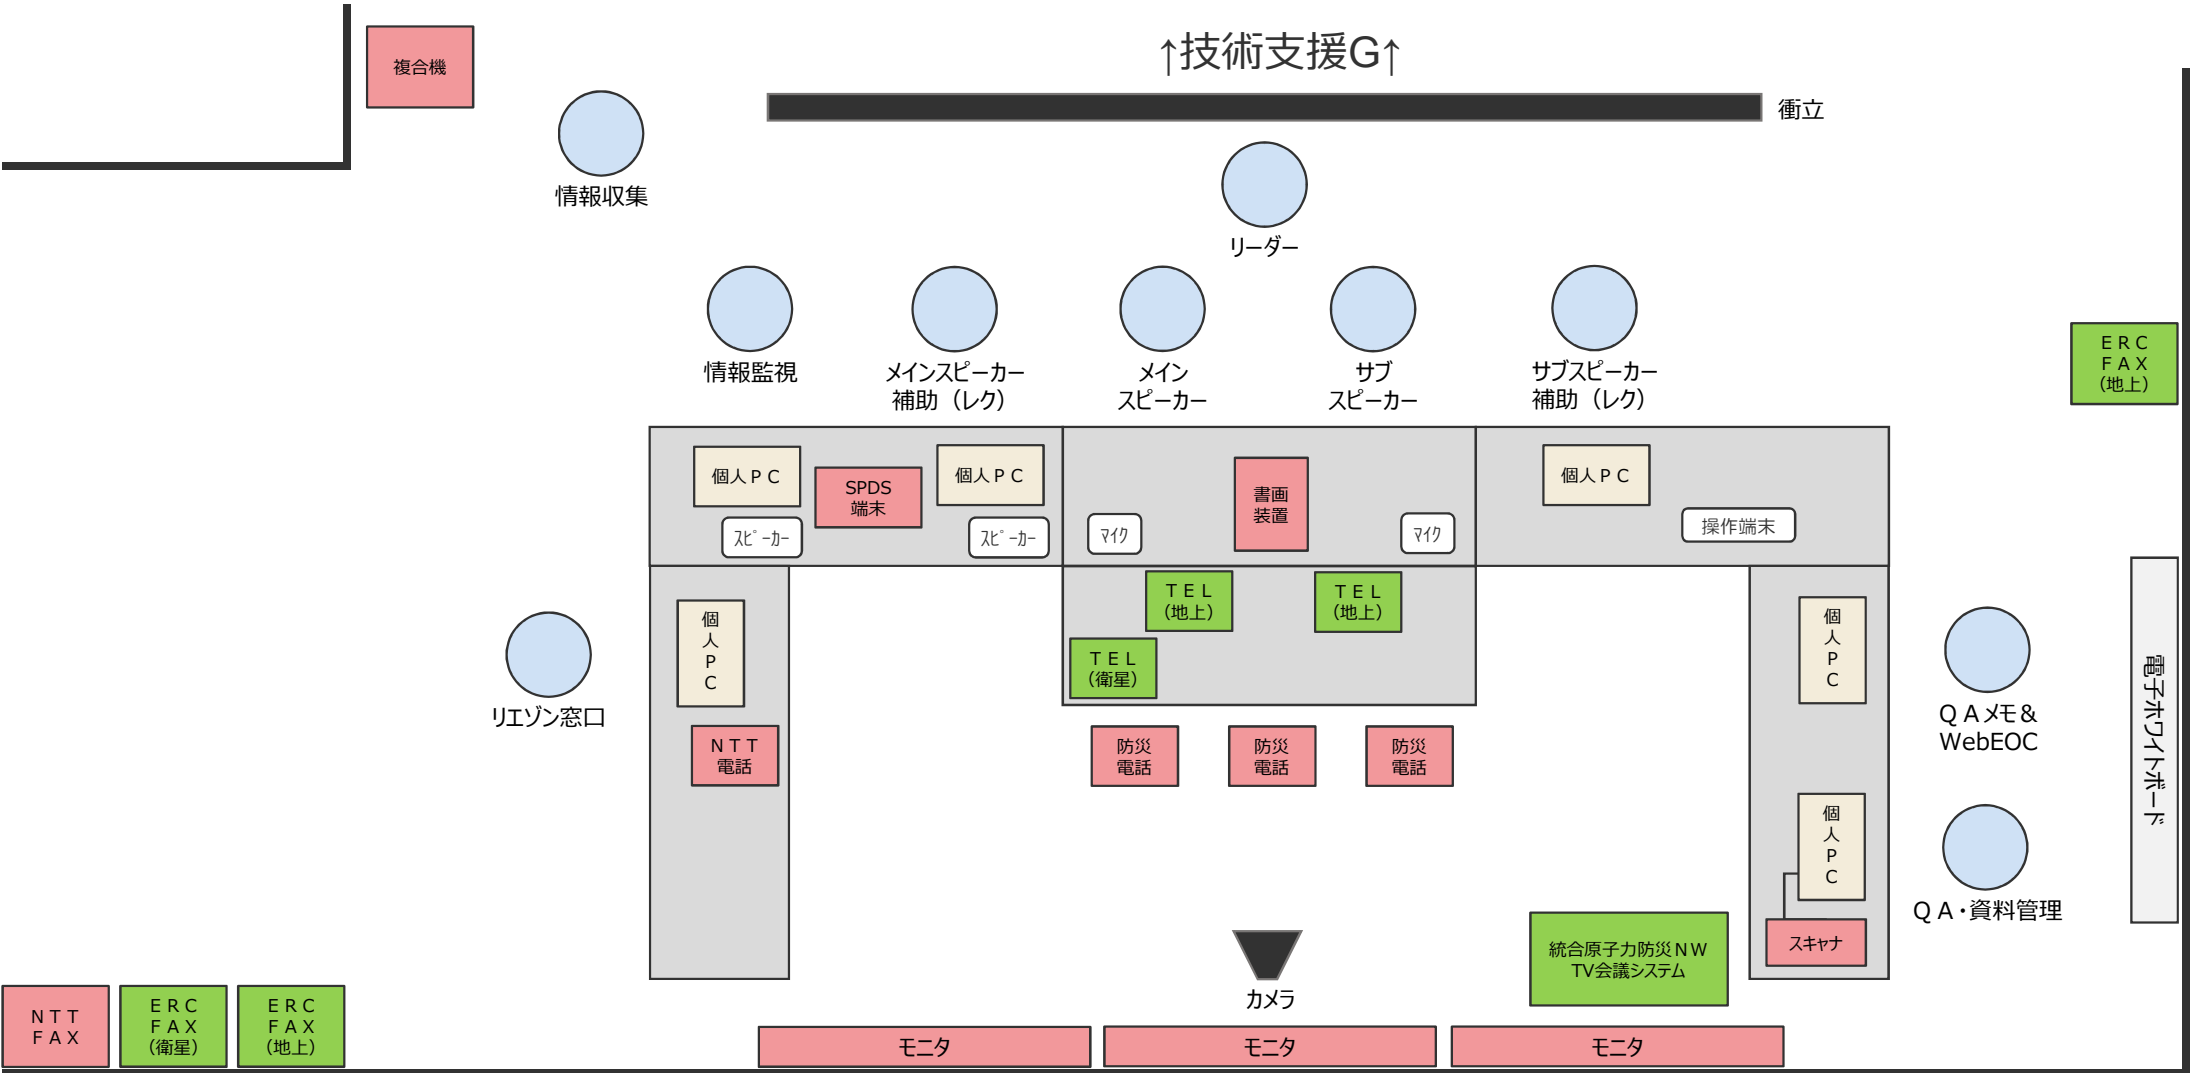 ↑技術支援G↑
複合機
衝立
情報収集
リーダー
情報監視
メインスピーカー
補助（レク）
メイン
スピーカー
サブ
スピーカー
サブスピーカー
補助（レク）
ＥＲＣ
ＦＡＸ
（地上）
個人ＰＣ
SPDS
端末
個人ＰＣ
書画
装置
個人ＰＣ
ｽﾋﾟｰｶｰ
ｽﾋﾟｰｶｰ
ﾏｲｸ
ﾏｲｸ
操作端末
ＴＥＬ
（地上）
ＴＥＬ
（地上）
ＴＥＬ
（衛星）
個
人
Ｐ
Ｃ
個
人
Ｐ
Ｃ
リエゾン窓口
ＱＡメモ＆
WebEOC
電子ホワイトボード
ＮＴＴ
電話
防災
電話
防災
電話
防災
電話
個
人
Ｐ
Ｃ
ＱＡ・資料管理
スキャナ
統合原子力防災ＮＷ
TV会議システム
カメラ
ＮＴＴ
ＦＡＸ
ＥＲＣ
ＦＡＸ
（衛星）
ＥＲＣ
ＦＡＸ
（地上）
モニタ
モニタ
モニタ